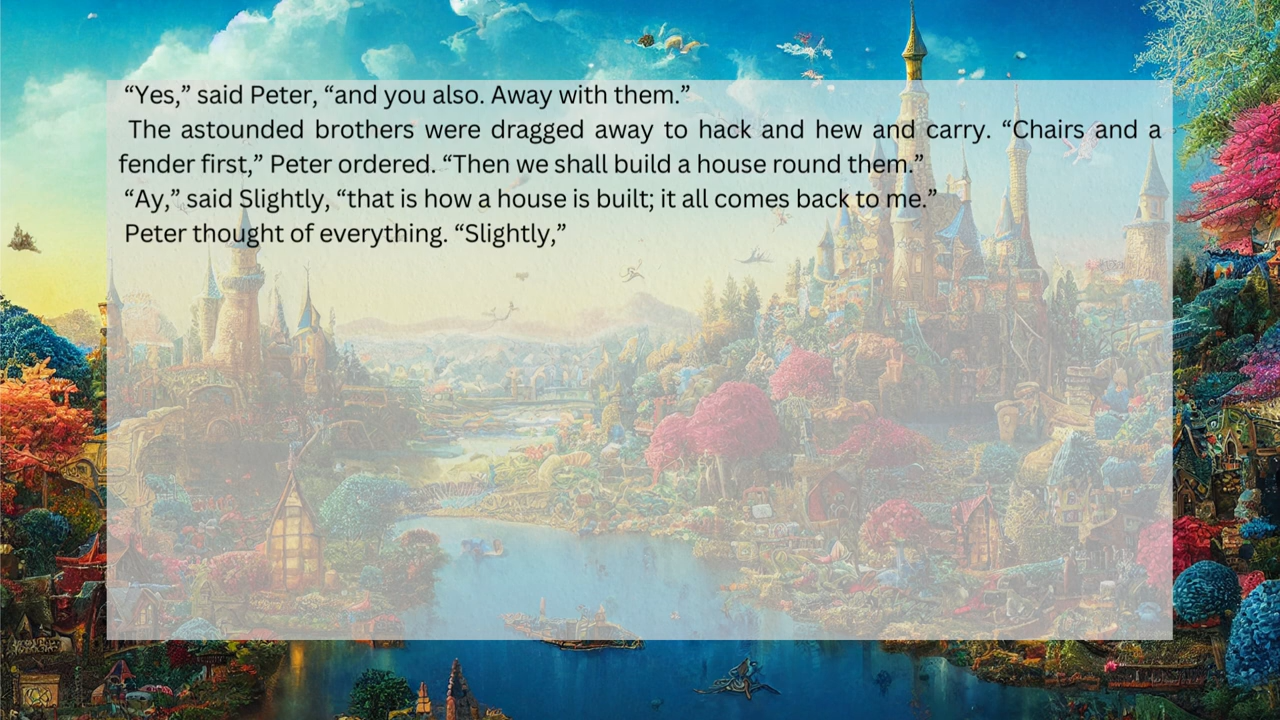 “Yes,” said Peter, “and you also. Away with them.”
The astounded brothers were dragged away to hack and hew and carry. “Chairs and a
fender first,” Peter ordered. “Then we shall build a house round them.”
“Ay,” said Slightly, “that is how a house is built; it all comes back to me.”
Peter thought of everything. “Slightly,”